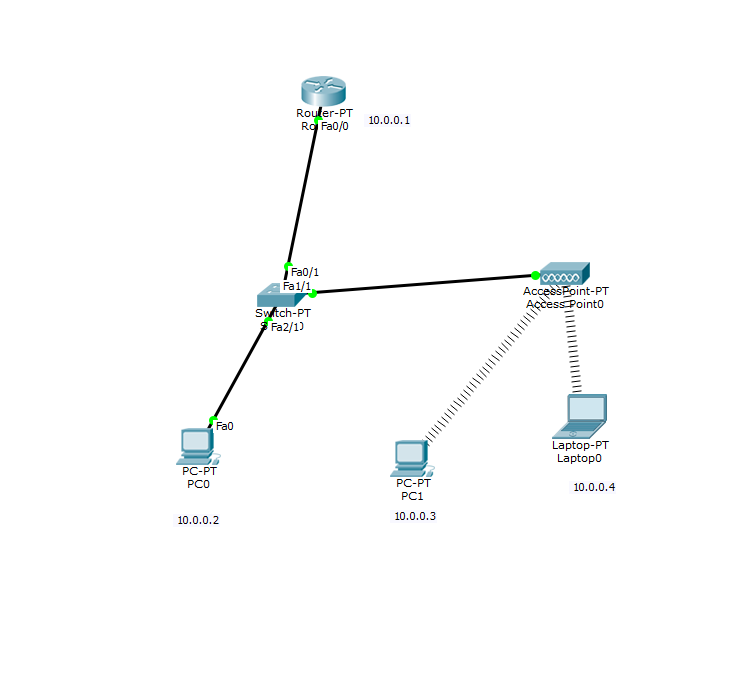 Router-PT
Ro Fa0/0
10.0.0.1
Fa0/1
Fa1/1
Switch-PT
S Fa2/1 0
AccessPoint-PT
Access Point0
Fa0
PC-PT
PC0
10.0.0.2
PC-PT
PC1
10.0.0.3
Laptop-PT
Laptop0
10.0.0.4